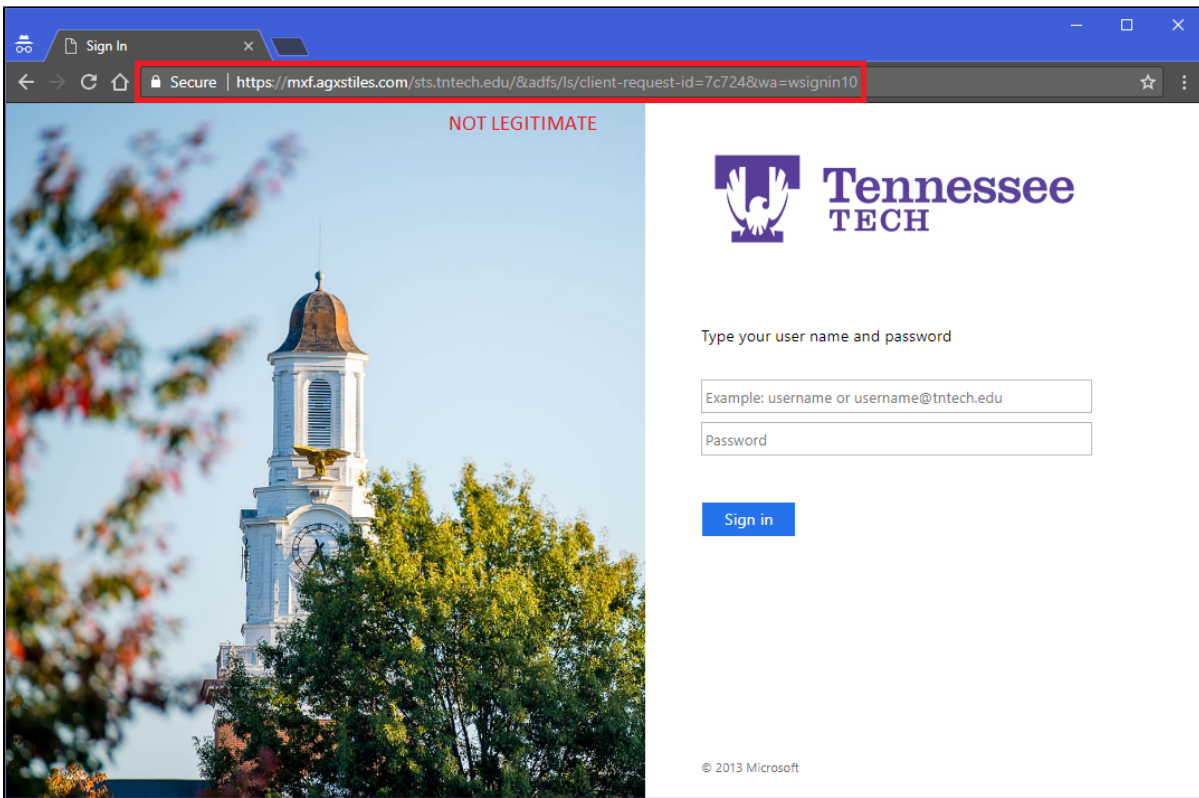 Sign In
Secure | https://mxf.agxstiles.com/sts.tntech.edu/&adfs/ls/client-request-id=7c724&wa=wsignin10
NOT LEGITIMATE
Tennessee
TECH
Type your user name and password
Example: username or username@tntech.edu
Password
Sign in
© 2013 Microsoft